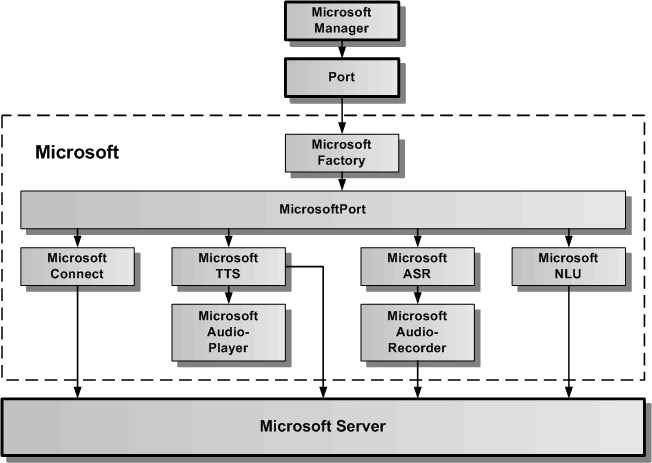 Microsoft
Manager
Port
Microsoft
Microsoft
Factory
MicrosoftPort
Microsoft
Connect
Microsoft
TTS
Microsoft
ASR
Microsoft
NLU
Microsoft
Audio-
Player
Microsoft
Audio-
Recorder
Microsoft Server